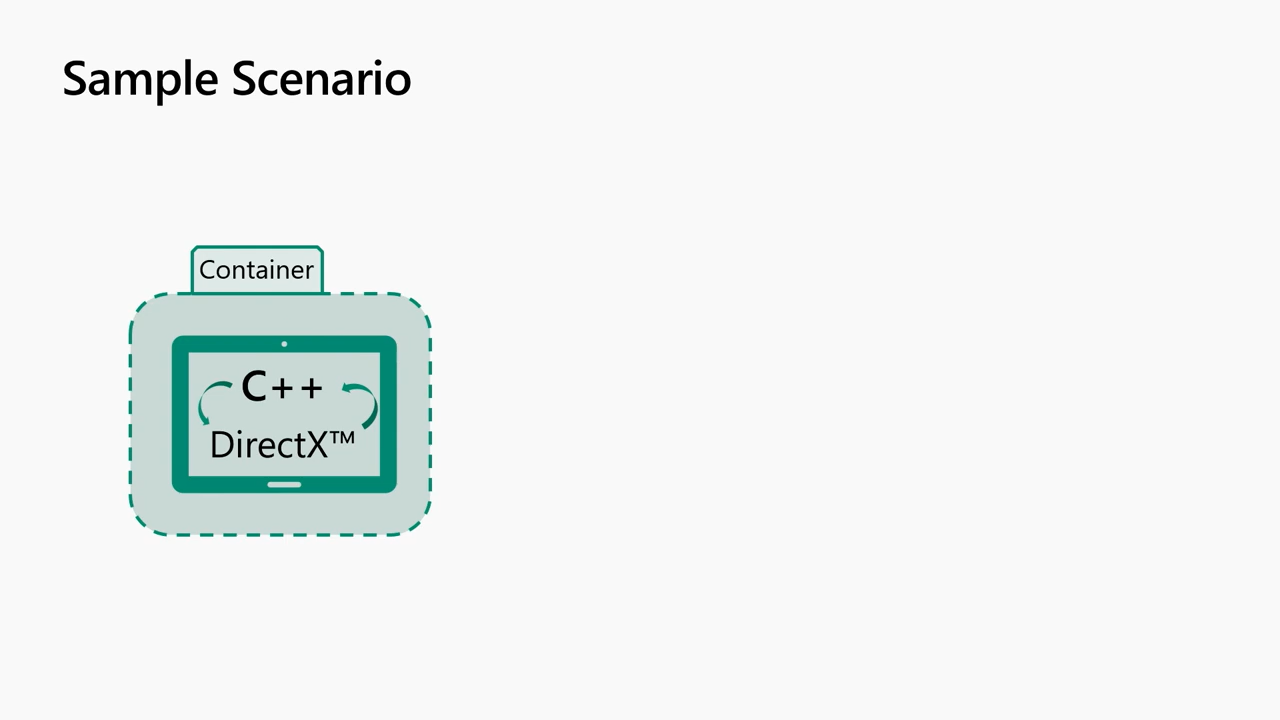 Sample Scenario
Container
C++
DirectX™